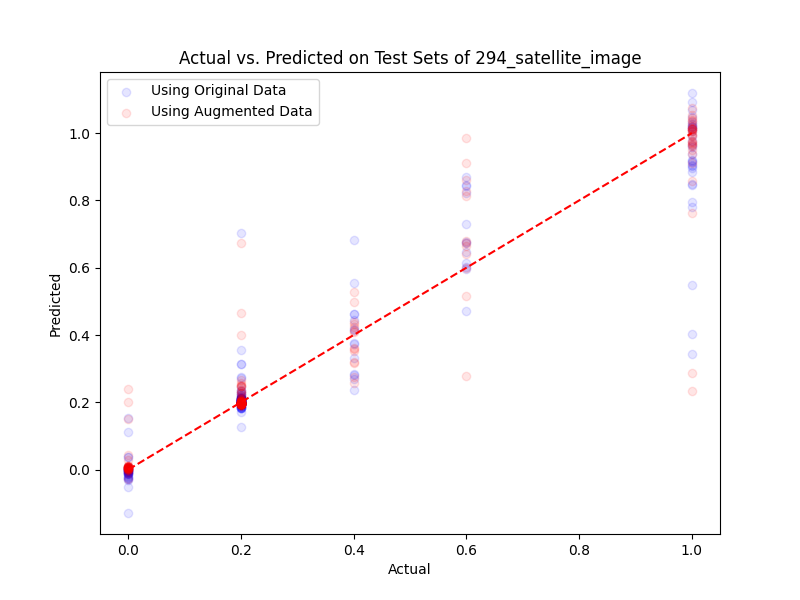 Actual vs. Predicted on Test Sets of 294_satellite_image
Using Original Data
Using Augmented Data
1.0
0.8
0.6
0.4
0.2
0.0
Predicted
0.0 0.2 0.4 0.6 0.8 1.0
Actual